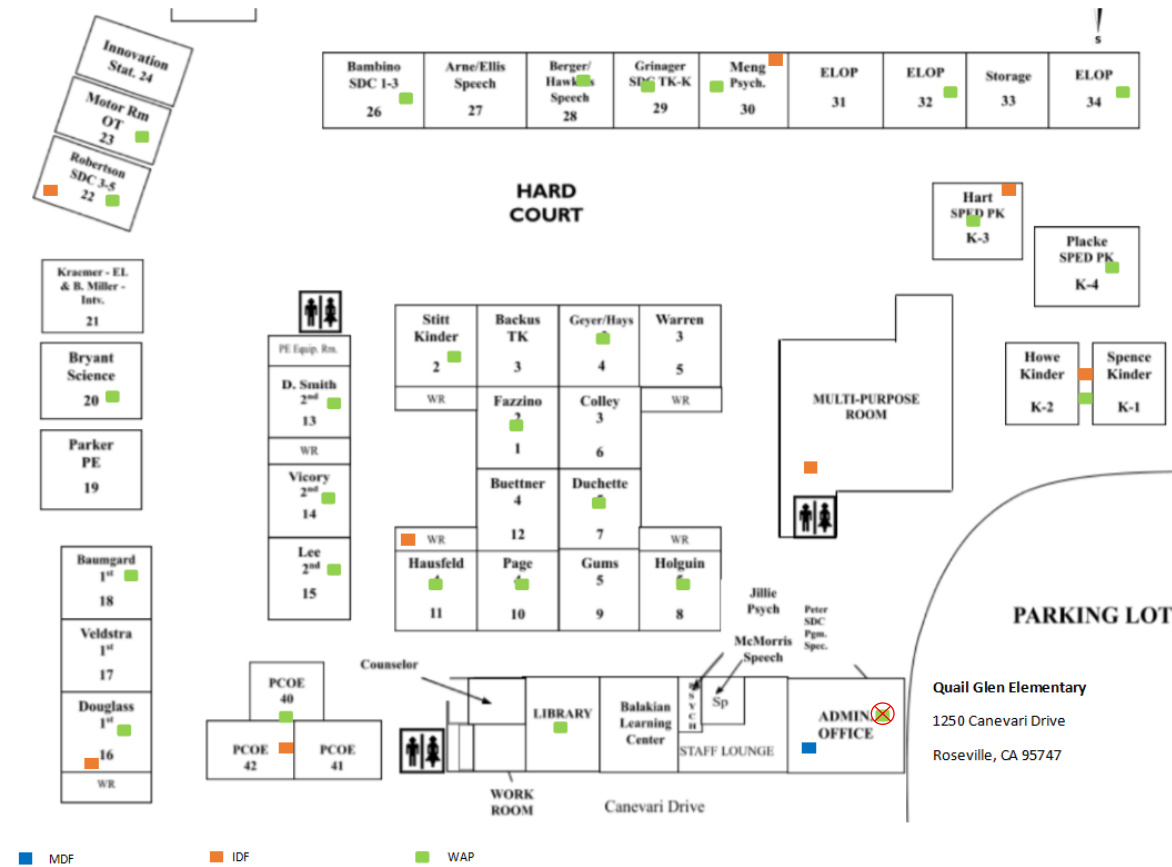 S
Innovation
Stat. 24
Motor Rm
OT
23
Robertson
SDC 3-5
22
Bambino
SDC 1-3
26
Arne/Ellis
Speech
27
Berger/
Speech
28
Grinager
TK-K
29
Meng
Psych.
30
ELOP
31
ELOP
32
Storage
33
ELOP
34
HARD
COURT
Hart
SPED PK
K-3
Placke
SPED PK
K-4
Howe
Kinder
K-2
Spence
Kinder
K-1
Kraemer - EL
& B. Miller -
Intv.
21
Bryant
Science
20
Parker
PE
19
PE Equip. Rm.
D. Smith
2nd
13
WR
Vicory
2nd
14
Lee
2nd
15
Stitt
Kinder
2
WR
Backus
TK
3
Geyer/Hays
4
Warren
3
5
WR
Fazzino
1
Colley
3
6
Buettner
4
12
Duchette
7
WR
Hausfeld
11
Page
10
Gums
5
9
WR
Holguin
8
MULTI-PURPOSE
ROOM
Baumgard
1st
18
Veldstra
1st
17
Douglass
1st
16
WR
PCOE
40
PCOE
42
PCOE
41
Counselor
Jillie
Psych
McMorris
Speech
Peter
SDC
Pgm.
Spec.
PARKING LOT
LIBRARY
Balakian
Learning
Center
PSYCH
Sp
STAFF LOUNGE
ADMIN.
OFFICE
WORK
ROOM
Canevari Drive
Quail Glen Elementary
1250 Canevari Drive
Roseville, CA 95747
MDF
IDF
WAP